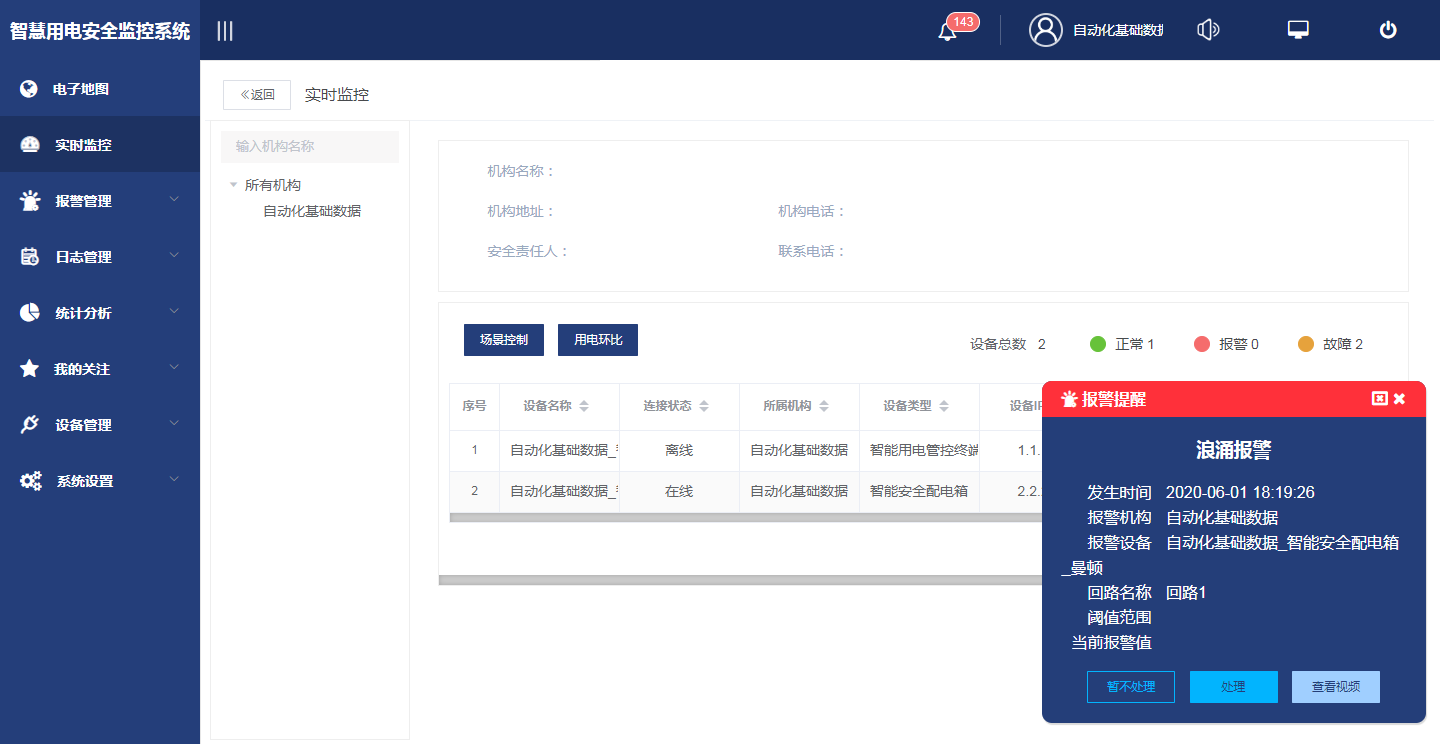 智慧用电安全监控系统
143
自动化基础数
电子地图
实时监控
报警管理
日志管理
统计分析
我的关注
设备管理
系统设置
返回
实时监控
输入机构名称
所有机构
自动化基础数据
机构名称：
机构地址：
机构电话：
安全责任人：
联系电话：
场景控制
用电环比
设备总数 2
正常 1
报警 0
故障 2
序号 设备名称 连接状态 所属机构 设备类型 设备I
1 自动化基础数据_ 离线 自动化基础数据 智能用电管控终端 1.1.
2 自动化基础数据_ 在线 自动化基础数据 智能安全配电箱 2.2.
报警提醒
浪涌报警
发生时间 2020-06-01 18:19:26
报警机构 自动化基础数据
报警设备 自动化基础数据_智能安全配电箱
_曼顿
回路名称 回路1
阈值范围
当前报警值
暂不处理
处理
查看视频